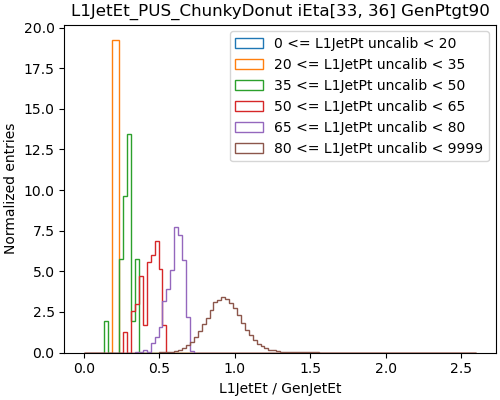 L1JetEt_PUS_ChunkyDonut iEta[33, 36] GenPtgt90
20.0
17.5
15.0
12.5
10.0
7.5
5.0
2.5
0.0
Normalized entries
0 <= L1JetPt uncalib < 20
20 <= L1JetPt uncalib < 35
35 <= L1JetPt uncalib < 50
50 <= L1JetPt uncalib < 65
65 <= L1JetPt uncalib < 80
80 <= L1JetPt uncalib < 9999
0.0 0.5 1.0 1.5 2.0 2.5
L1JetEt / GenJetEt